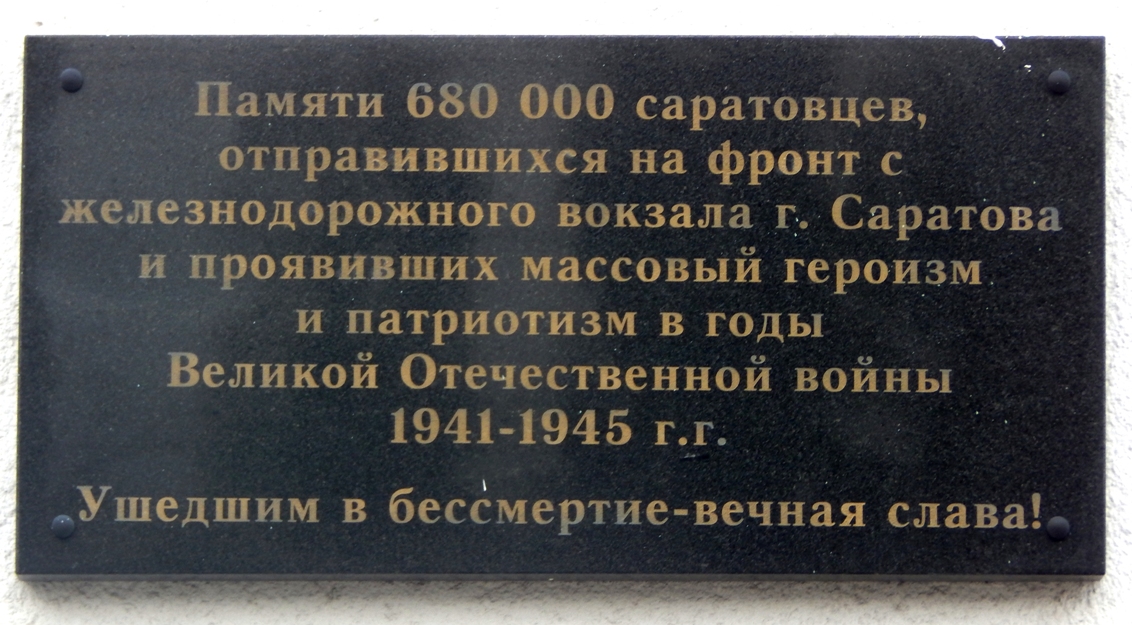 Памяти 680 000 саратовцев,
отправившихся на фронт с
железнодорожного вокзала г. Саратова
и проявивших массовый героизм
и патриотизм в годы
Великой Отечественной войны
1941-1945 г.г.
Ушедшим в бессмертие-вечная слава!